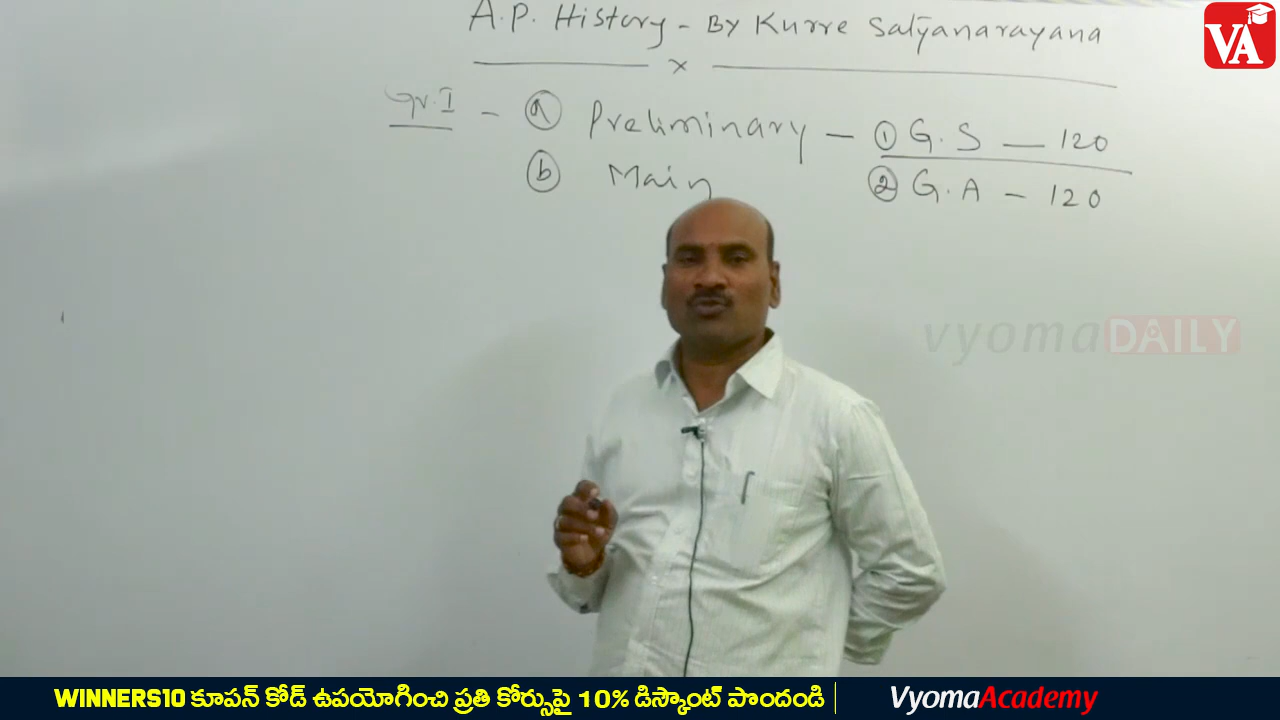 A.P. History - By Kurre Satyanarayana
x
Gr. I - (a) Preliminary - (1) G.S - 120
(b) Main (2) G.A - 120
VA
vyomaDAILY
WINNERS10 కూపన్ కోడ్ ఉపయోగించి ప్రతి కోర్సుపై 10% డిస్కౌంట్ పొందండి | VyomaAcademy